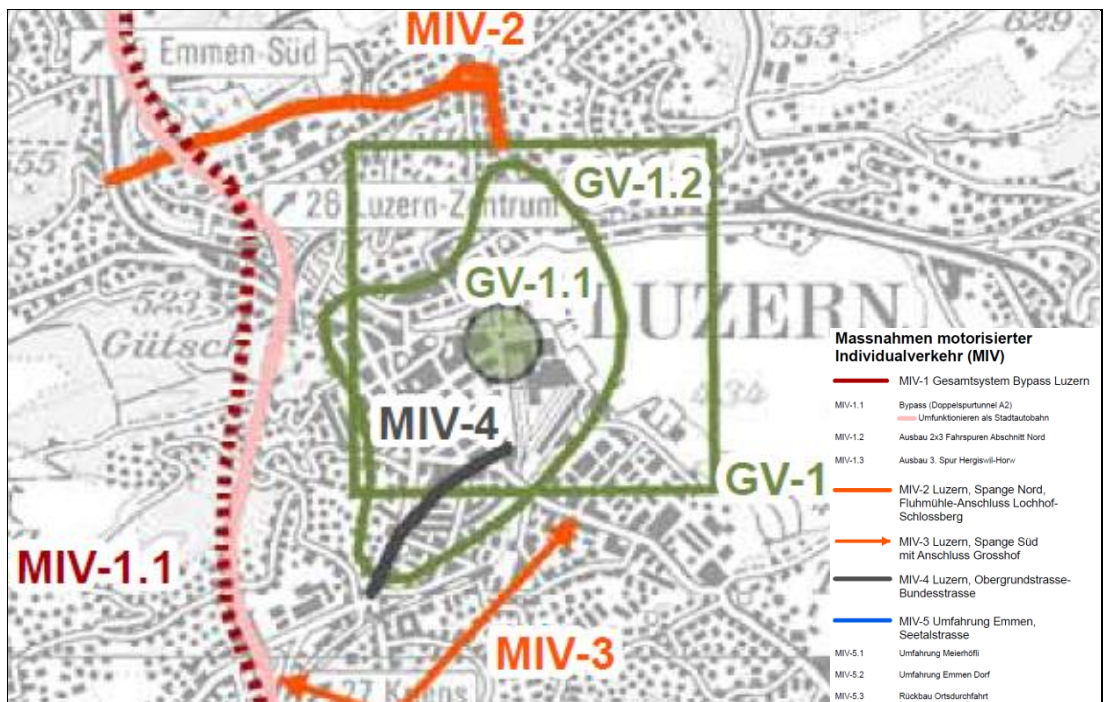 MIV-2
Emmen-Süd
553
629
555
GV-1.2
26 Luzern-Zentrum
GV-1.1
LUZERN
523
Gütsch
434
MIV-4
GV-1
MIV-1.1
MIV-3
27 Kriens
Massnahmen motorisierter
Individualverkehr (MIV)
MIV-1 Gesamtsystem Bypass Luzern
MIV-1.1 Bypass (Doppelspurtunnel A2)
Umfunktionieren als Stadtautobahn
MIV-1.2 Ausbau 2x3 Fahrspuren Abschnitt Nord
MIV-1.3 Ausbau 3. Spur Hergiswil-Horw
MIV-2 Luzern, Spange Nord,
Fluhmühle-Anschluss Lochhof-
Schlossberg
MIV-3 Luzern, Spange Süd
mit Anschluss Grosshof
MIV-4 Luzern, Obergrundstrasse-
Bundesstrasse
MIV-5 Umfahrung Emmen,
Seetalstrasse
MIV-5.1 Umfahrung Meierhöfli
MIV-5.2 Umfahrung Emmen Dorf
MIV-5.3 Rückbau Ortsdurchfahrt